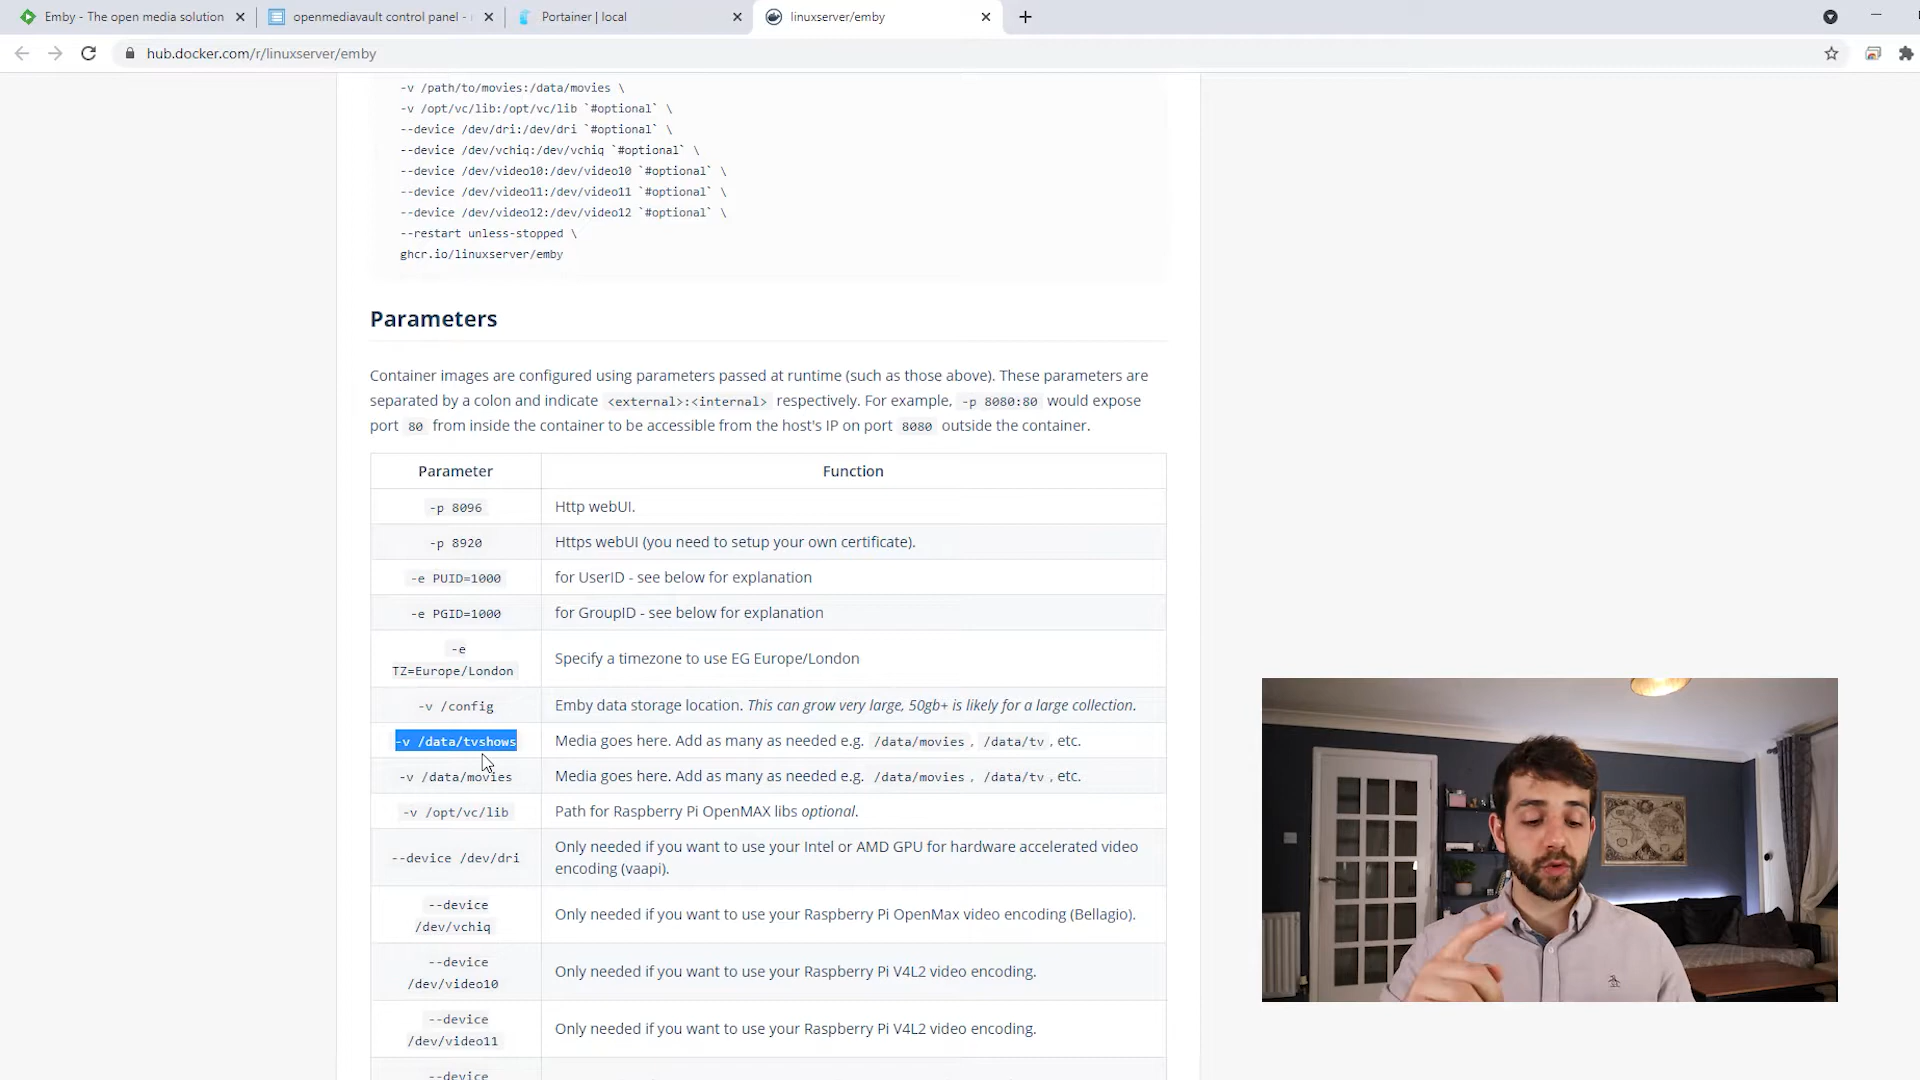 Emby - The open media solution
openmediavault control panel -
Portainer | local
linuxserver/emby
hub.docker.com/r/linuxserver/emby
-v /path/to/movies:/data/movies \
-v /opt/vc/lib:/opt/vc/lib `#optional` \
--device /dev/dri:/dev/dri `#optional` \
--device /dev/vchiq:/dev/vchiq `#optional` \
--device /dev/video10:/dev/video10 `#optional` \
--device /dev/video11:/dev/video11 `#optional` \
--device /dev/video12:/dev/video12 `#optional` \
--restart unless-stopped \
ghcr.io/linuxserver/emby
Parameters
Container images are configured using parameters passed at runtime (such as those above). These parameters are
separated by a colon and indicate <external>:<internal> respectively. For example, -p 8080:80 would expose
port 80 from inside the container to be accessible from the host's IP on port 8080 outside the container.
Parameter Function
-p 8096 Http webUI.
-p 8920 Https webUI (you need to setup your own certificate).
-e PUID=1000 for UserID - see below for explanation
-e PGID=1000 for GroupID - see below for explanation
-e
TZ=Europe/London Specify a timezone to use EG Europe/London
-v /config Emby data storage location. This can grow very large, 50gb+ is likely for a large collection.
-v /data/tvshows Media goes here. Add as many as needed e.g. /data/movies , /data/tv , etc.
-v /data/movies Media goes here. Add as many as needed e.g. /data/movies , /data/tv , etc.
-v /opt/vc/lib Path for Raspberry Pi OpenMAX libs optional.
--device /dev/dri Only needed if you want to use your Intel or AMD GPU for hardware accelerated video
encoding (vaapi).
--device
/dev/vchiq Only needed if you want to use your Raspberry Pi OpenMax video encoding (Bellagio).
--device
/dev/video10 Only needed if you want to use your Raspberry Pi V4L2 video encoding.
--device
/dev/video11 Only needed if you want to use your Raspberry Pi V4L2 video encoding.
--device